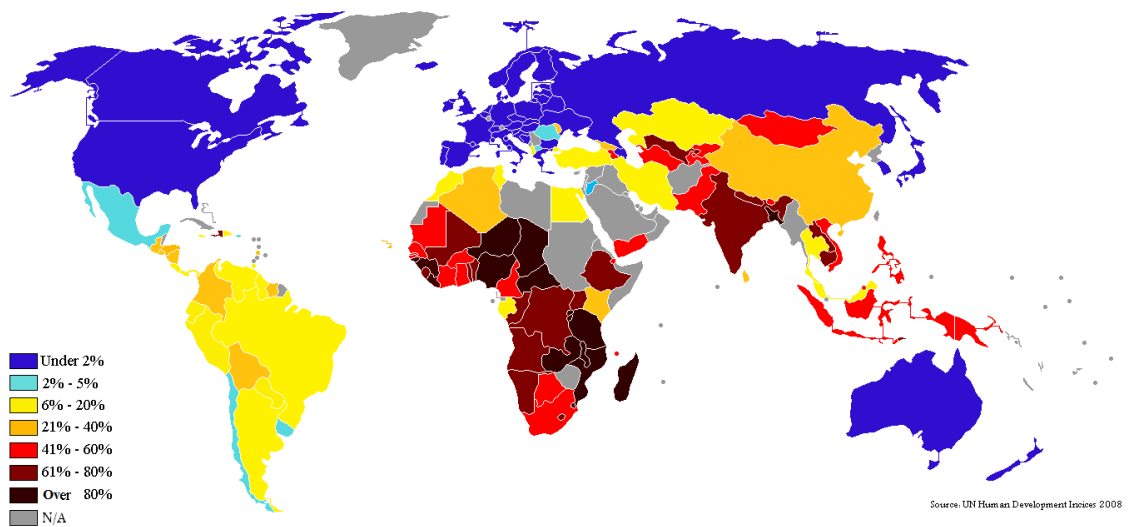 Under 2%
2% - 5%
6% - 20%
21% - 40%
41% - 60%
61% - 80%
Over 80%
N/A
Source: UN Human Development Incices 2008